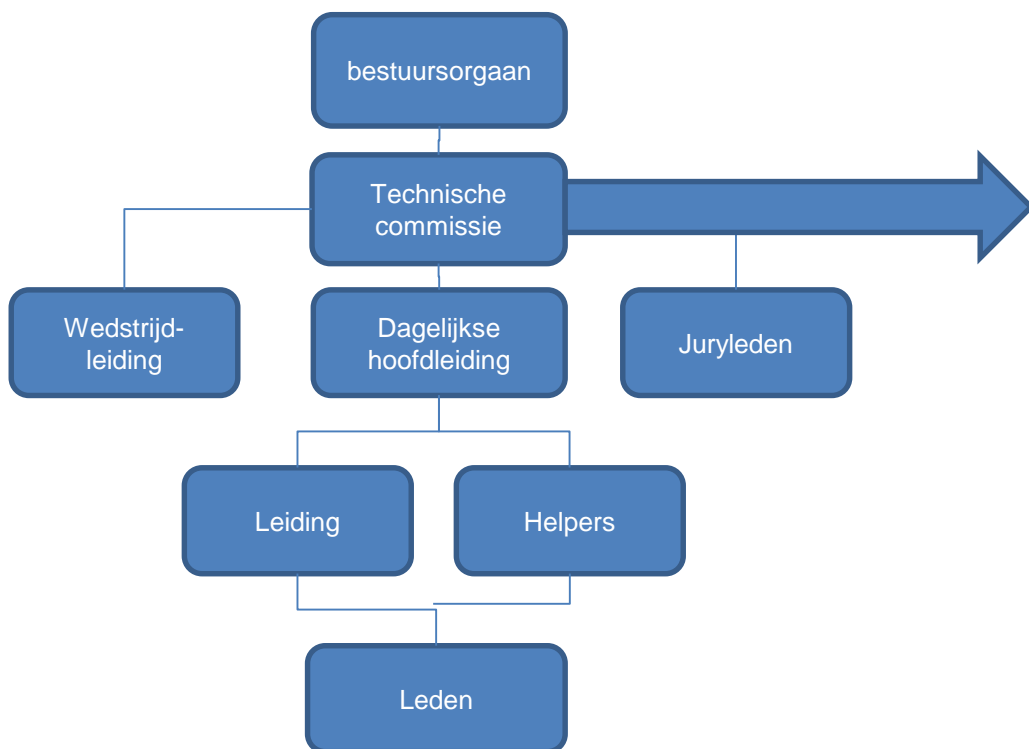 bestuursorgaan
Technische
commissie
Wedstrijd-
leiding
Dagelijkse
hoofdleiding
Juryleden
Leiding
Helpers
Leden